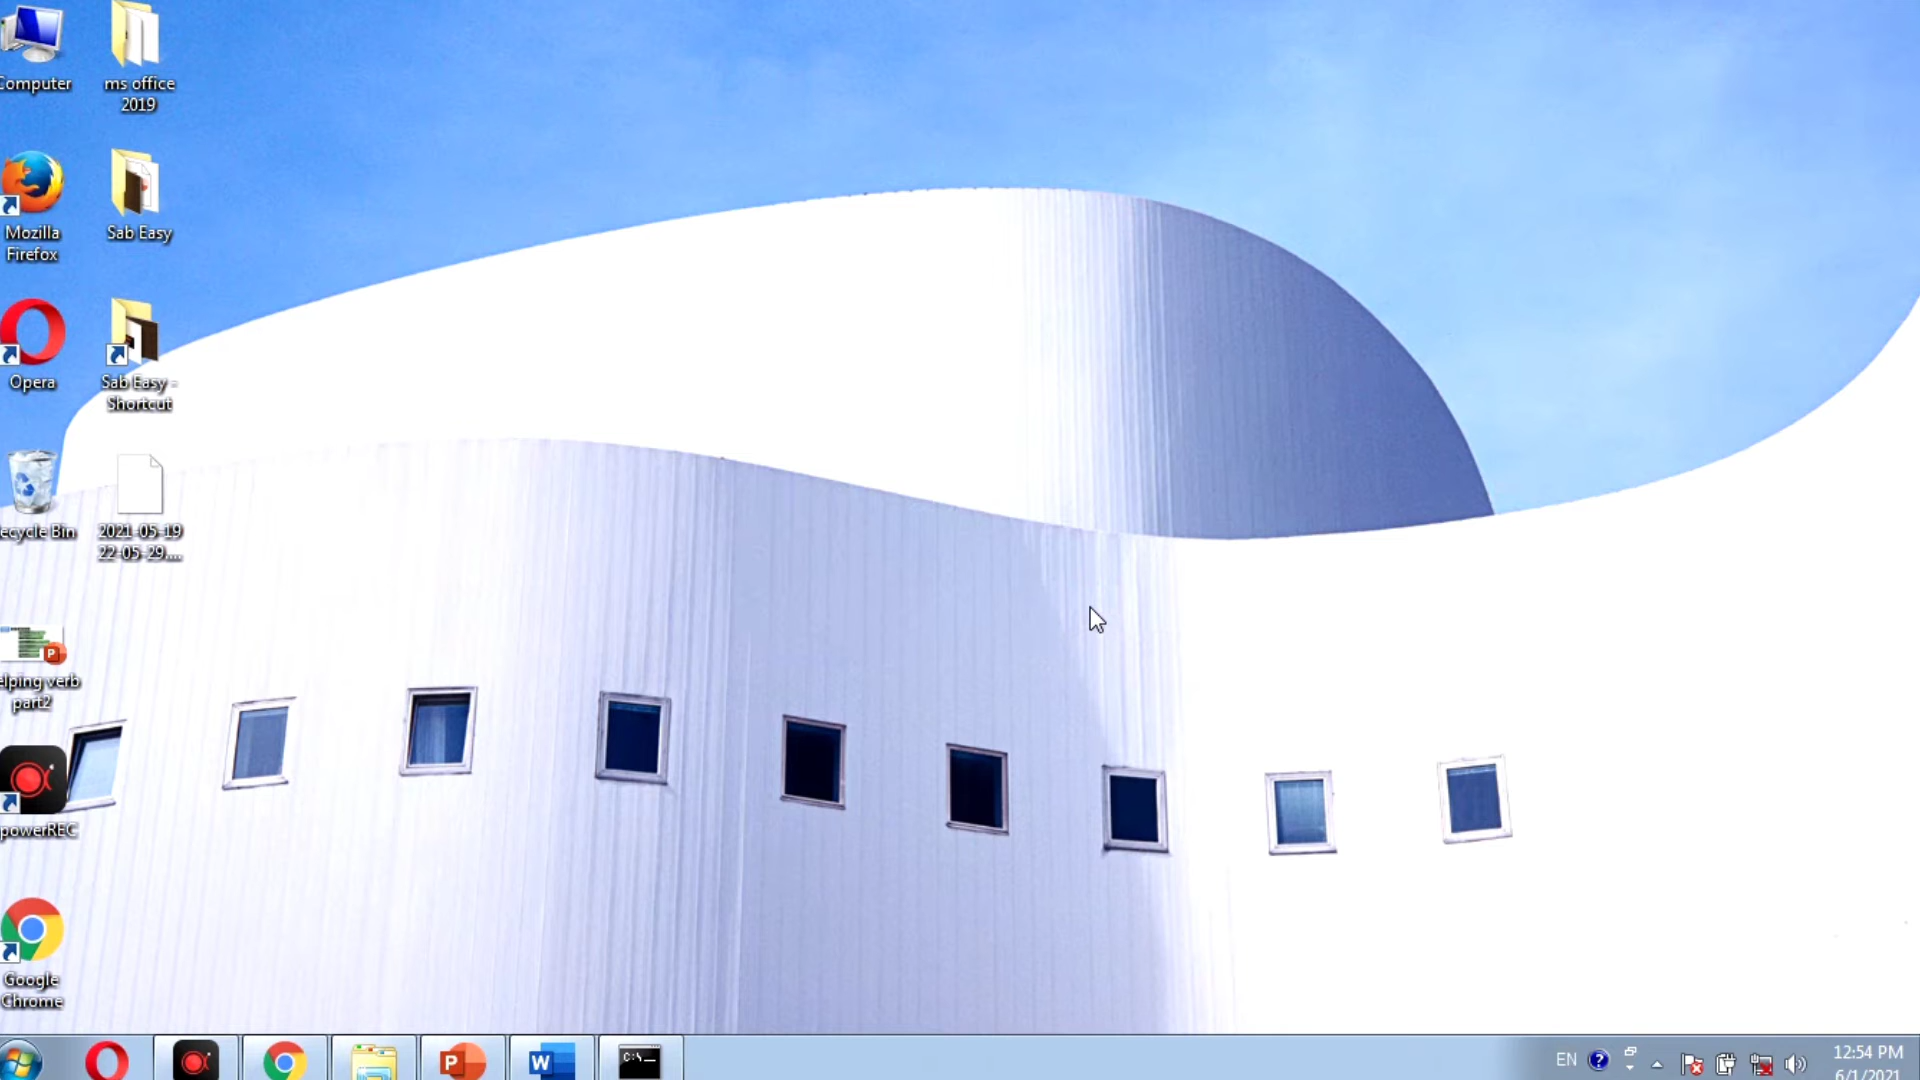 Computer
ms office
2019
Mozilla
Firefox
Sab Easy
Opera
Sab Easy -
Shortcut
ecycle Bin
2021-05-19
22-05-29....
elping verb
part2
powerREC
Google
Chrome
P
P
W
C:\
EN
?
12:54 PM
6/1/2021